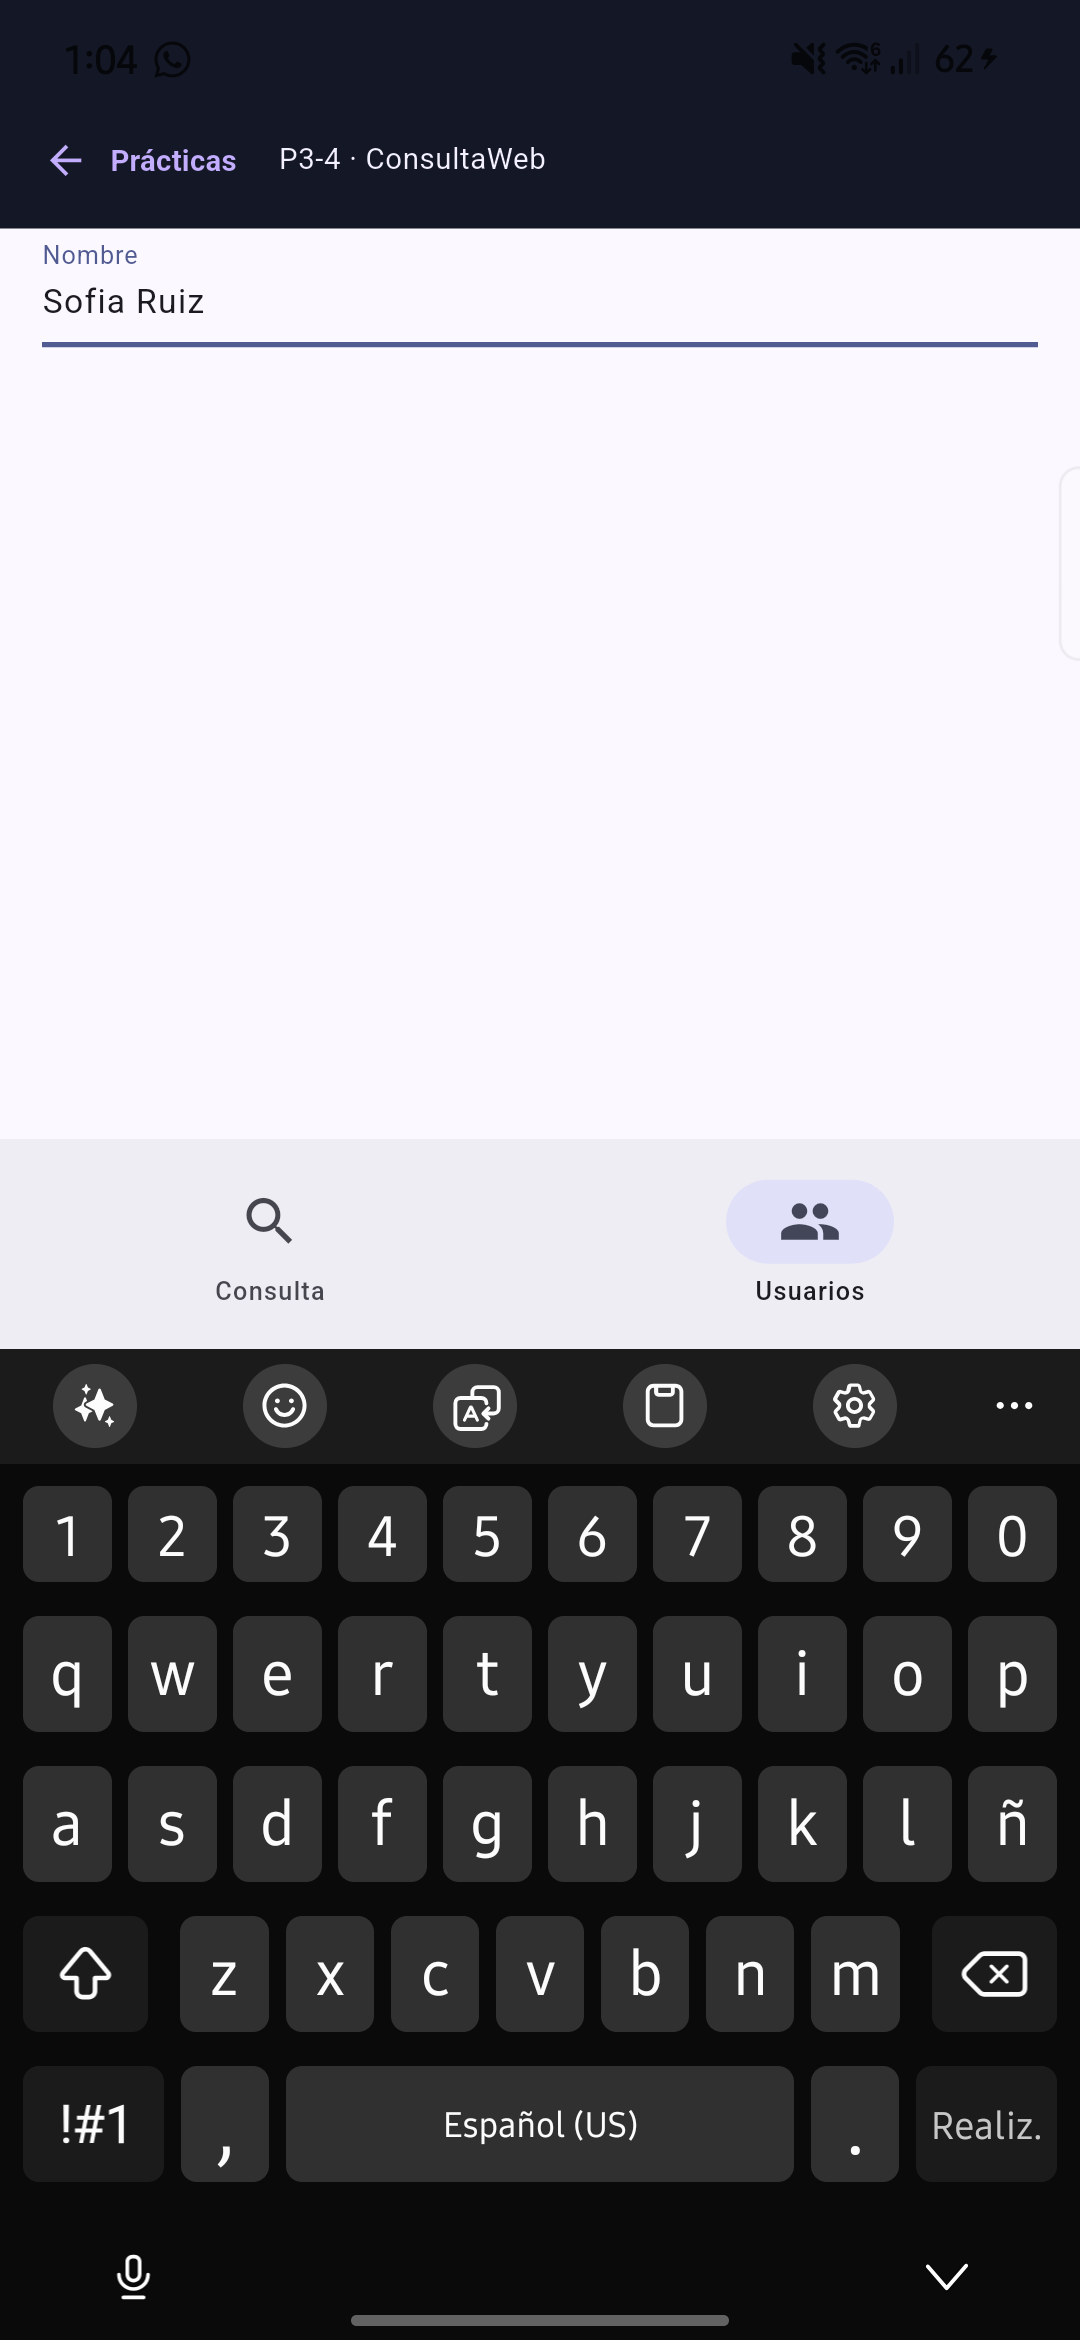 1:04 6 62
Prácticas P3-4 · ConsultaWeb
Nombre
Sofia Ruiz
Consulta Usuarios
1 2 3 4 5 6 7 8 9 0
q w e r t y u i o p
a s d f g h j k l ñ
z x c v b n m
!#1 , Español (US) . Realiz.